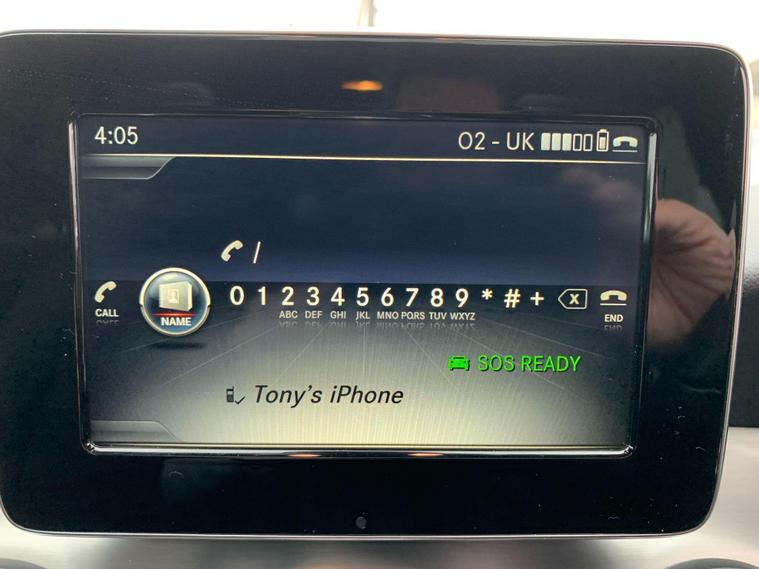 4:05 O2 - UK
/
CALL NAME 0 1 2 3 4 5 6 7 8 9 * # + X END
ABC DEF GHI JKL MNO PQRS TUV WXYZ
SOS READY
Tony's iPhone